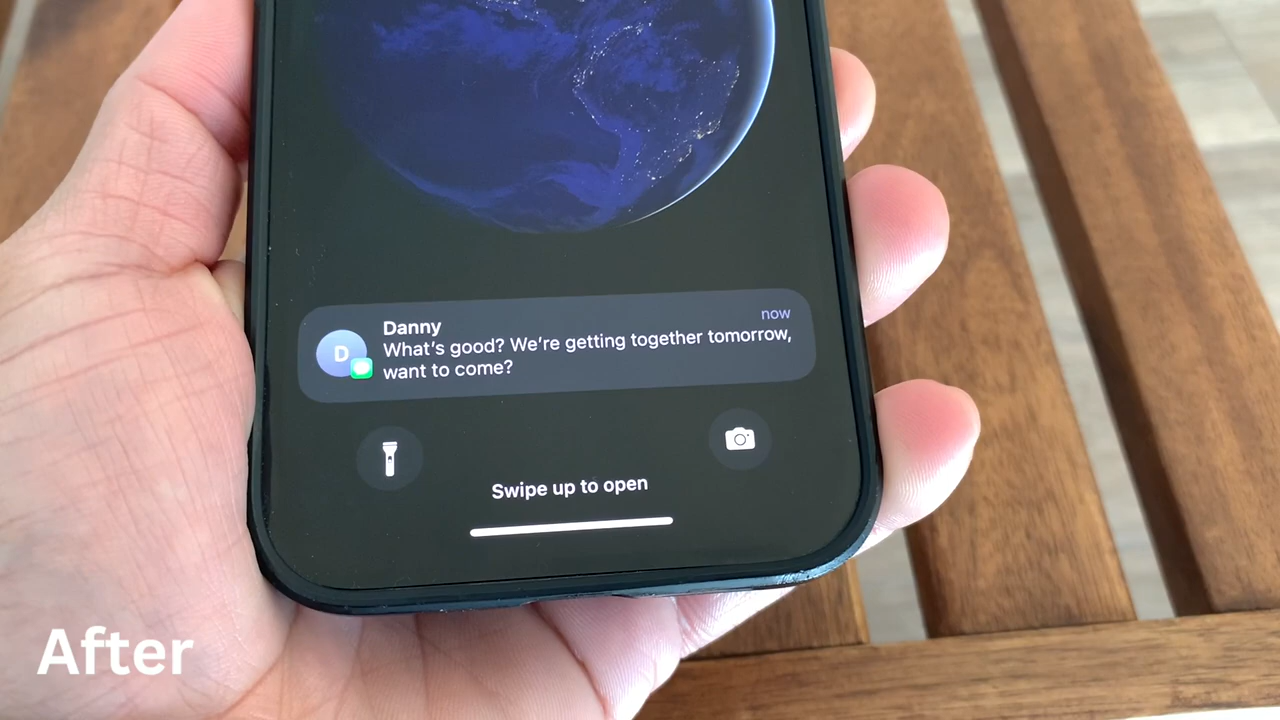 Danny
now
What's good? We're getting together tomorrow,
want to come?
D
Swipe up to open
After